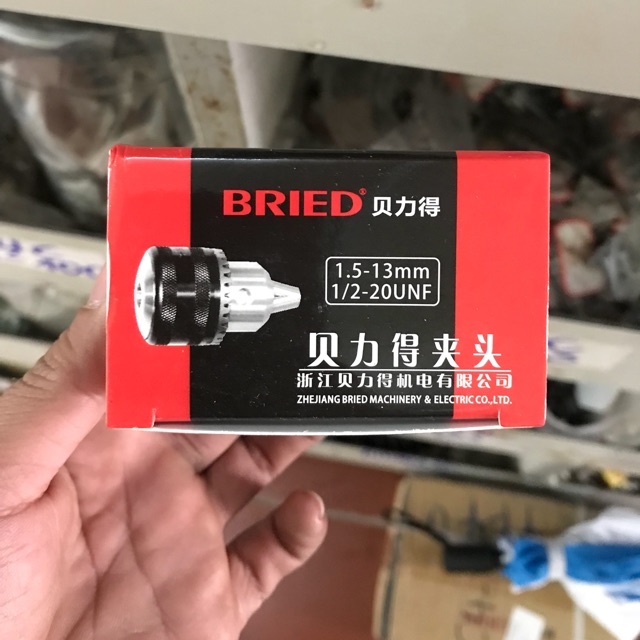 BRIED® 贝力得
1.5-13mm
1/2-20UNF
贝力得夹头
浙江贝力得机电有限公司
ZHEJIANG BRIED MACHINERY & ELECTRIC CO.,LTD.